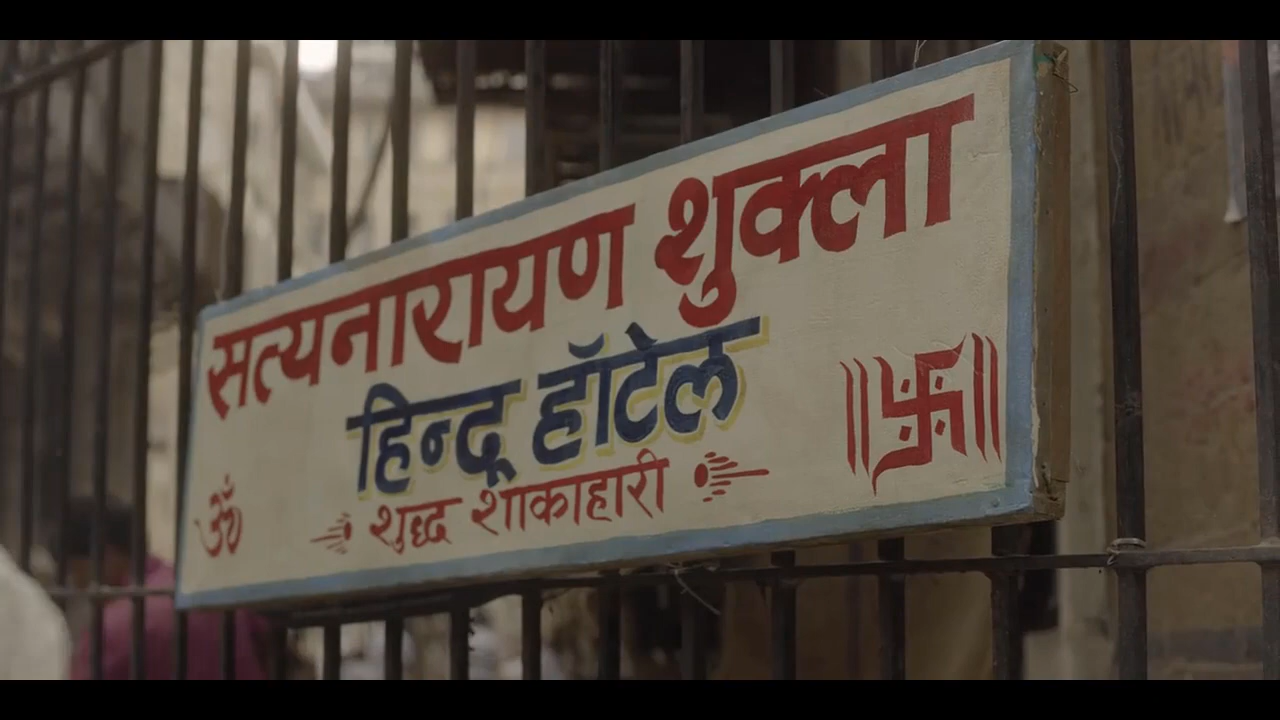 सत्यनारायण शुक्ला
हिन्दू हॉटेल
शुद्ध शाकाहारी
ॐ